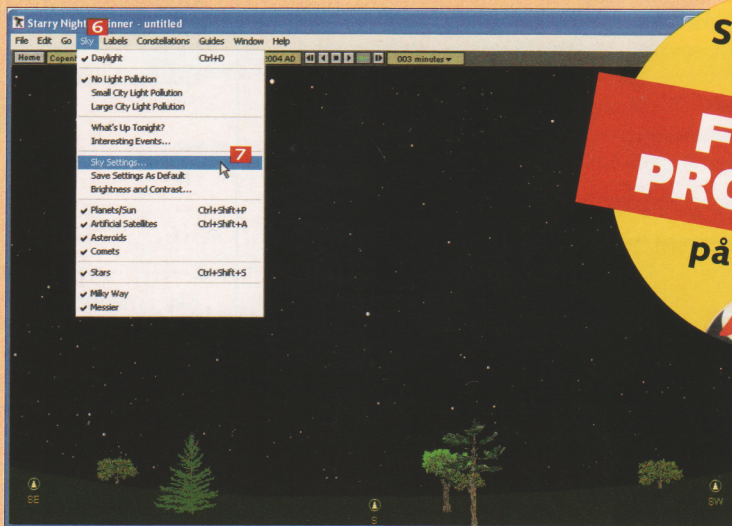 Starry Night 6 inner - untitled
File Edit Go Sky Labels Constellations Guides Window Help
Home 2004 AD 003 minutes
Daylight Ctrl+D
No Light Pollution
Small City Light Pollution
Large City Light Pollution
What's Up Tonight?
Interesting Events...
Sky Settings... 7
Save Settings As Default
Brightness and Contrast...
Planets/Sun Ctrl+Shift+P
Artificial Satellites Ctrl+Shift+A
Asteroids
Comets
Stars Ctrl+Shift+S
Milky Way
Messier
SE
S
SW
på